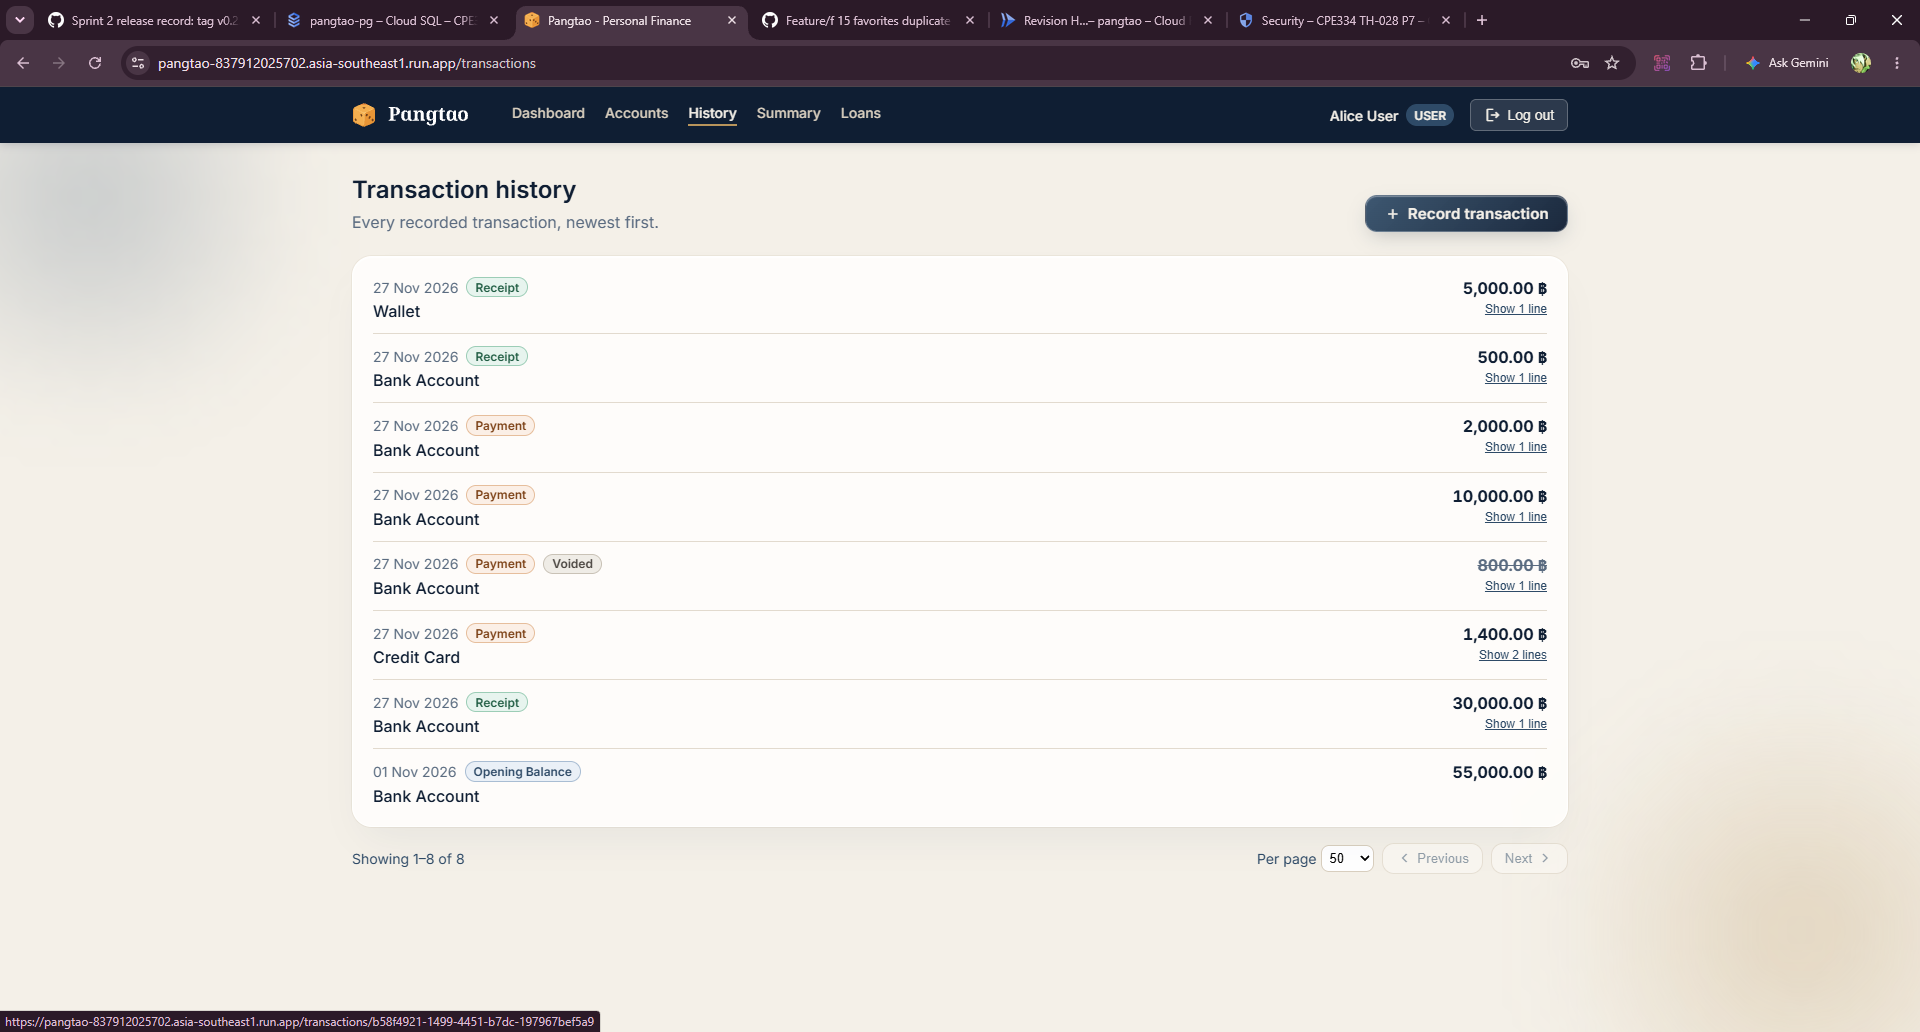 Sprint 2 release record: tag v0.2
pangtao-pg – Cloud SQL – CPE
Pangtao - Personal Finance
Feature/f 15 favorites duplicate
Revision H...– pangtao – Cloud
Security – CPE334 TH-028 P7 –
pangtao-837912025702.asia-southeast1.run.app/transactions
Ask Gemini
Pangtao
Dashboard
Accounts
History
Summary
Loans
Alice User
USER
Log out
Transaction history
Every recorded transaction, newest first.
+ Record transaction
27 Nov 2026 Receipt 5,000.00 ฿
Wallet Show 1 line
27 Nov 2026 Receipt 500.00 ฿
Bank Account Show 1 line
27 Nov 2026 Payment 2,000.00 ฿
Bank Account Show 1 line
27 Nov 2026 Payment 10,000.00 ฿
Bank Account Show 1 line
27 Nov 2026 Payment Voided 800.00 ฿
Bank Account Show 1 line
27 Nov 2026 Payment 1,400.00 ฿
Credit Card Show 2 lines
27 Nov 2026 Receipt 30,000.00 ฿
Bank Account Show 1 line
01 Nov 2026 Opening Balance 55,000.00 ฿
Bank Account
Showing 1–8 of 8
Per page 50 Previous Next
https://pangtao-837912025702.asia-southeast1.run.app/transactions/b58f4921-1499-4451-b7dc-197967bef5a9